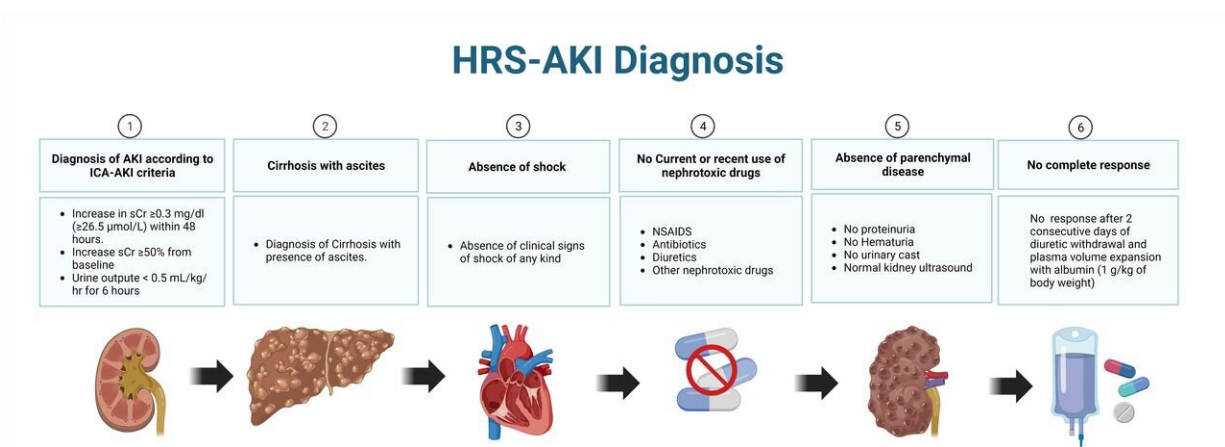 HRS-AKI Diagnosis
1
Diagnosis of AKI according to
ICA-AKI criteria
• Increase in sCr ≥0.3 mg/dl
(≥26.5 μmol/L) within 48
hours.
• Increase sCr ≥50% from
baseline
• Urine outpute < 0.5 mL/kg/
hr for 6 hours
2
Cirrhosis with ascites
• Diagnosis of Cirrhosis with
presence of ascites.
3
Absence of shock
• Absence of clinical signs
of shock of any kind
4
No Current or recent use of
nephrotoxic drugs
• NSAIDS
• Antibiotics
• Diuretics
• Other nephrotoxic drugs
5
Absence of parenchymal
disease
• No proteinuria
• No Hematuria
• No urinary cast
• Normal kidney ultrasound
6
No complete response
No response after 2
consecutive days of
diuretic withdrawal and
plasma volume expansion
with albumin (1 g/kg of
body weight)